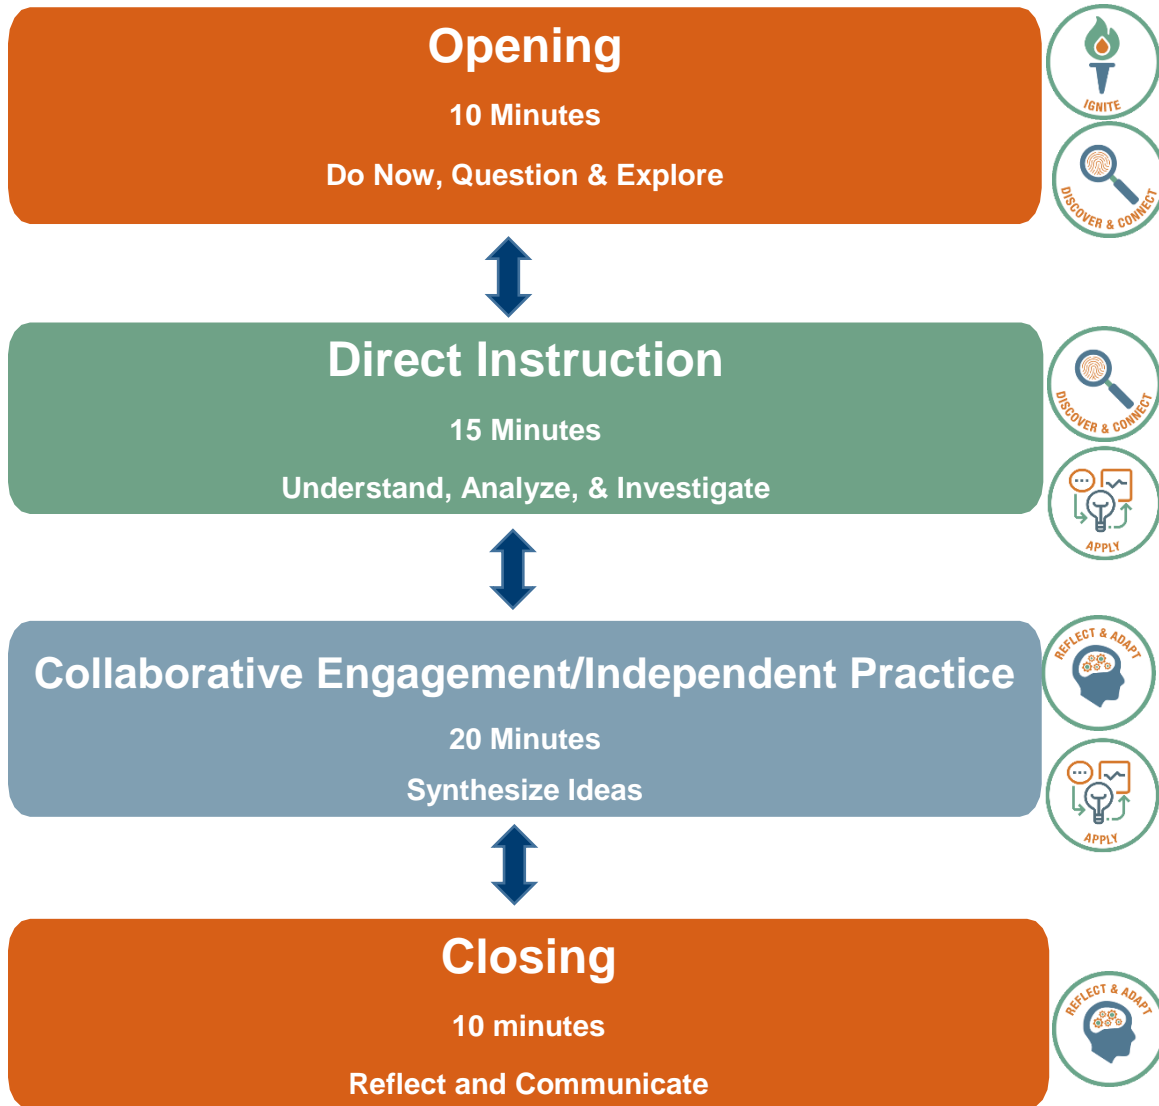 Opening
10 Minutes
Do Now, Question & Explore
IGNITE
DISCOVER & CONNECT
Direct Instruction
15 Minutes
Understand, Analyze, & Investigate
DISCOVER & CONNECT
APPLY
Collaborative Engagement/Independent Practice
20 Minutes
Synthesize Ideas
REFLECT & ADAPT
APPLY
Closing
10 minutes
Reflect and Communicate
REFLECT & ADAPT